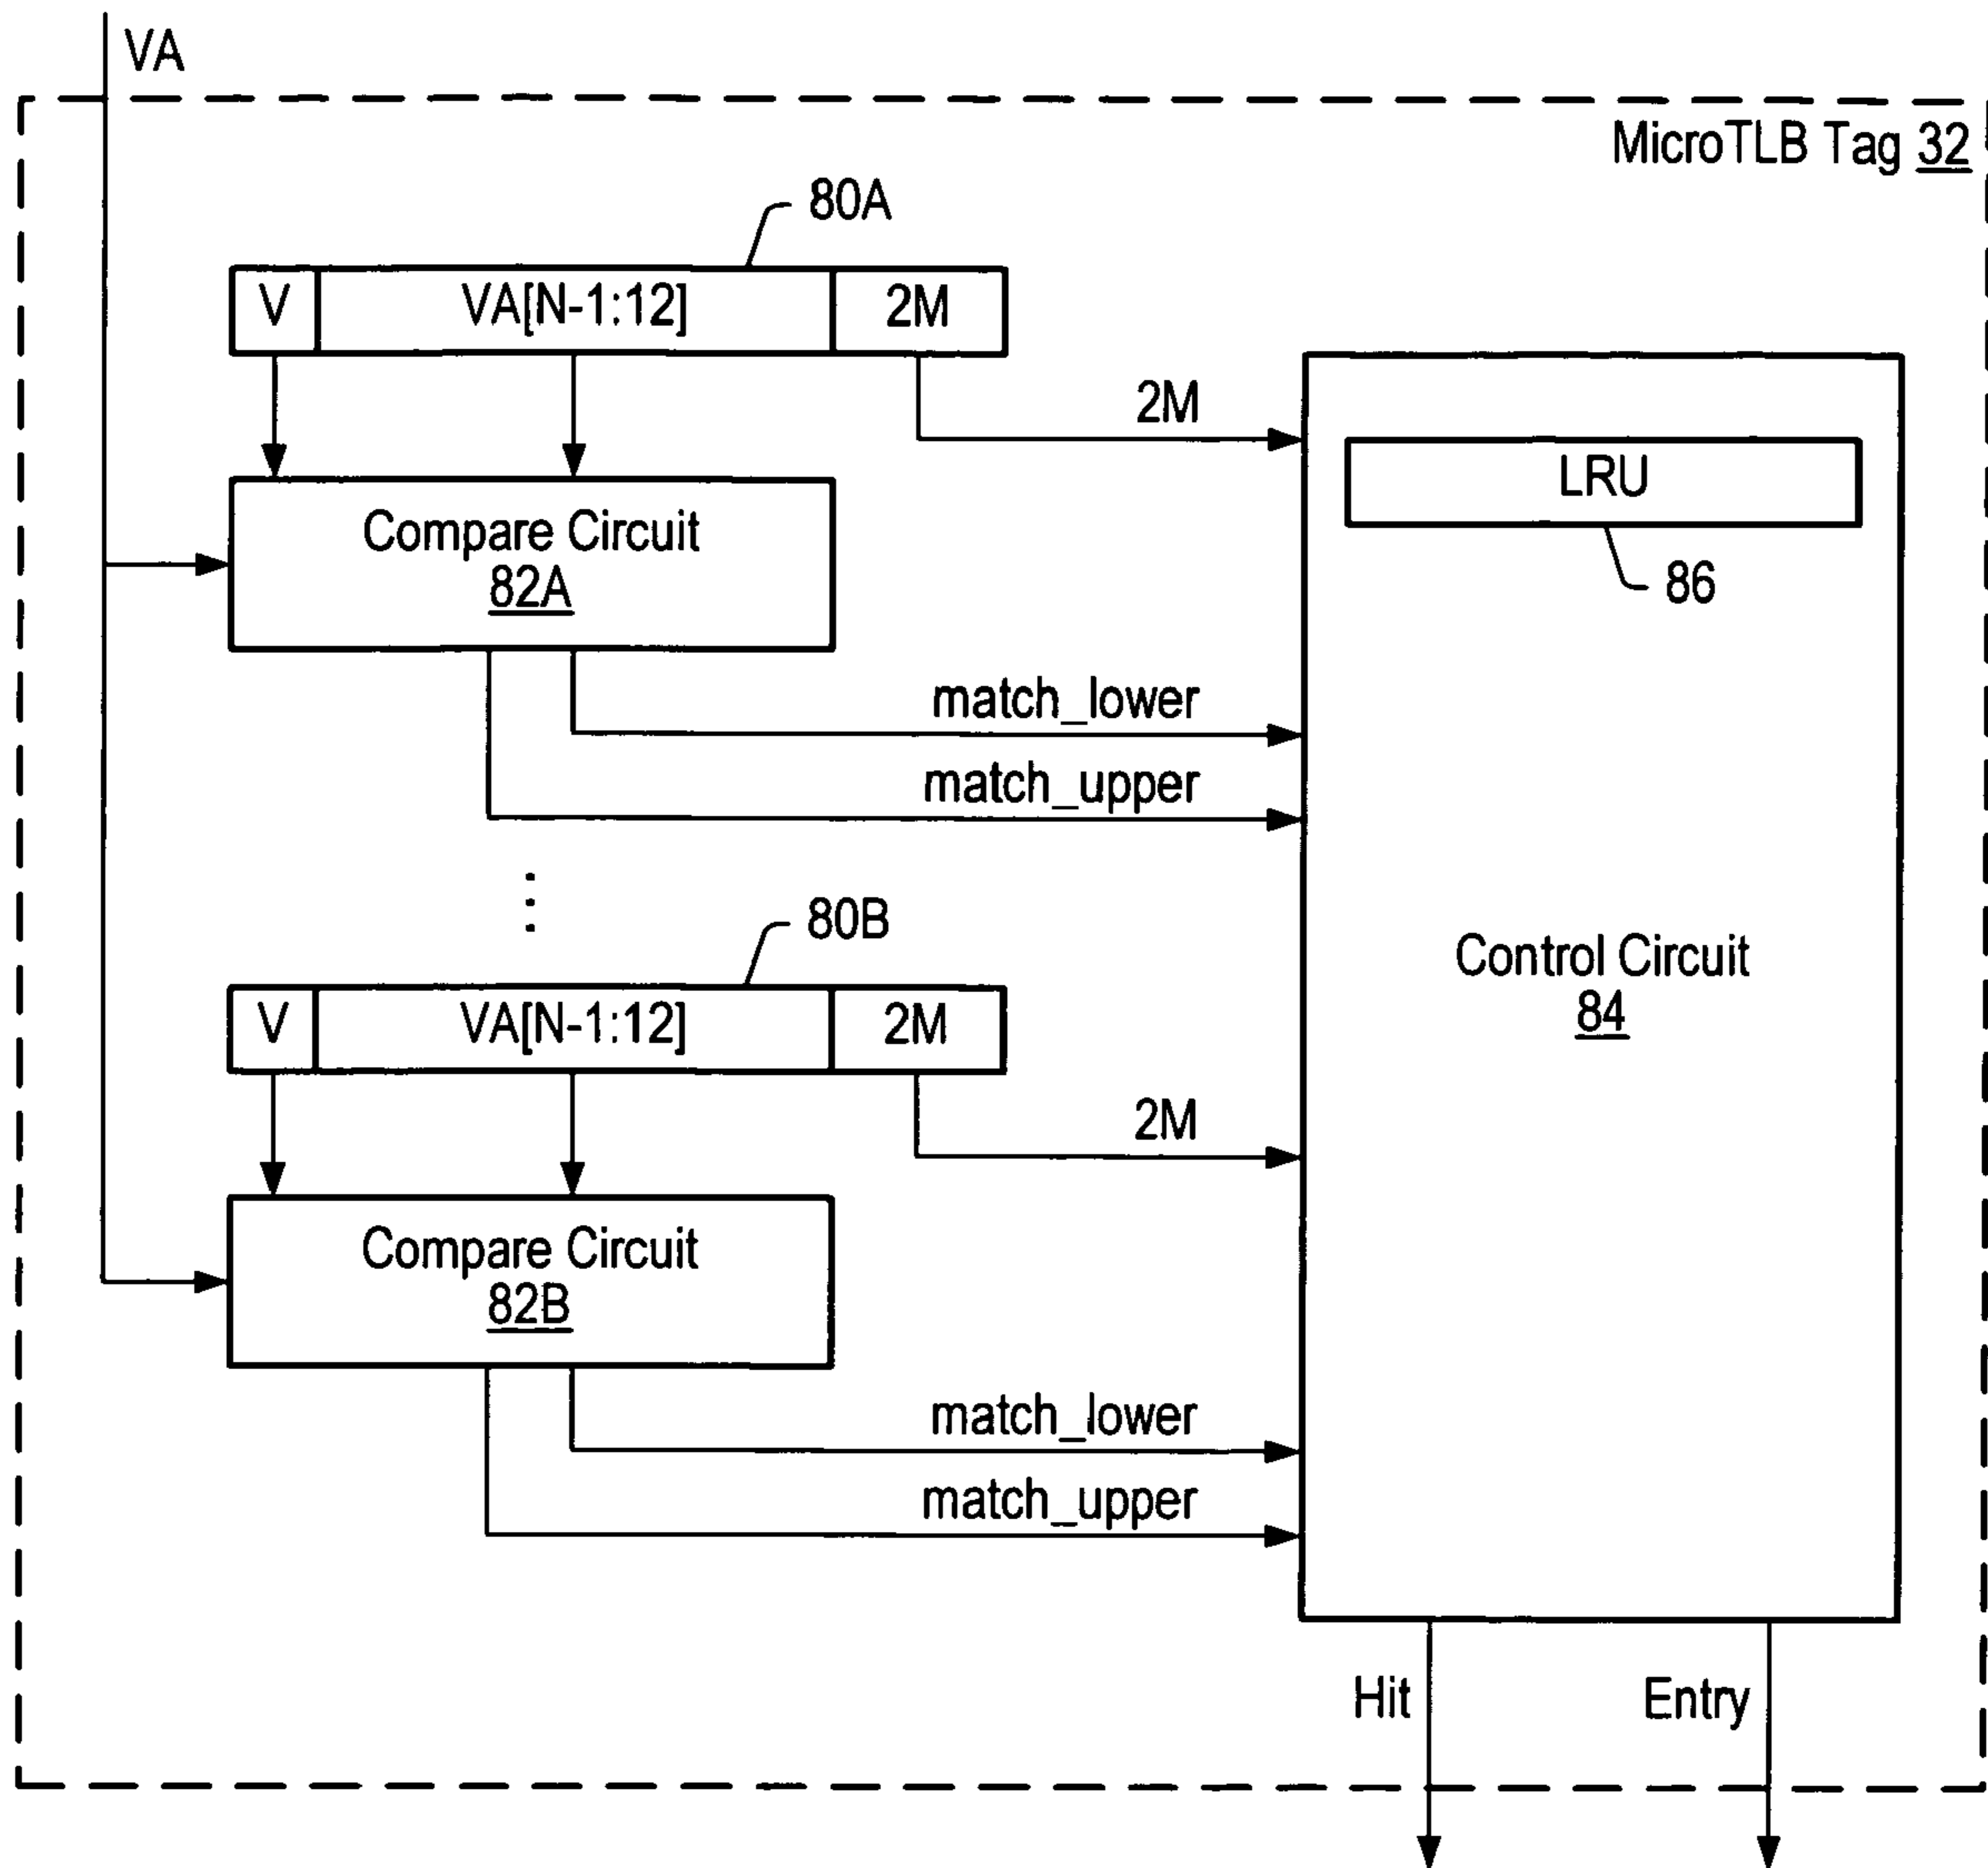 VA
MicroTLB Tag 32
80A
V VA[N-1:12] 2M
2M
LRU
86
Compare Circuit
82A
match_lower
match_upper
80B
V VA[N-1:12] 2M
2M
Control Circuit
84
Compare Circuit
82B
match_lower
match_upper
Hit Entry